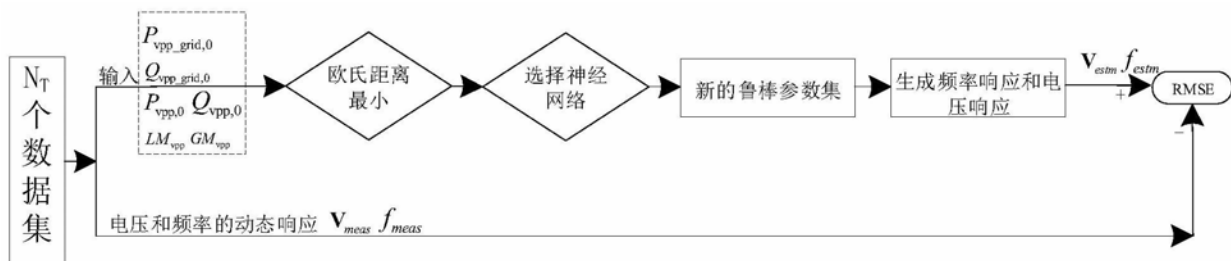 N_T
个
数
据
集
输入
P_vpp_grid,0
Q_vpp_grid,0
P_vpp,0 Q_vpp,0
LM_vpp GM_vpp
欧氏距离
最小
选择神经
网络
新的鲁棒参数集
生成频率响应和电
压响应
V_estm f_estm
+
RMSE
−
电压和频率的动态响应 V_meas f_meas